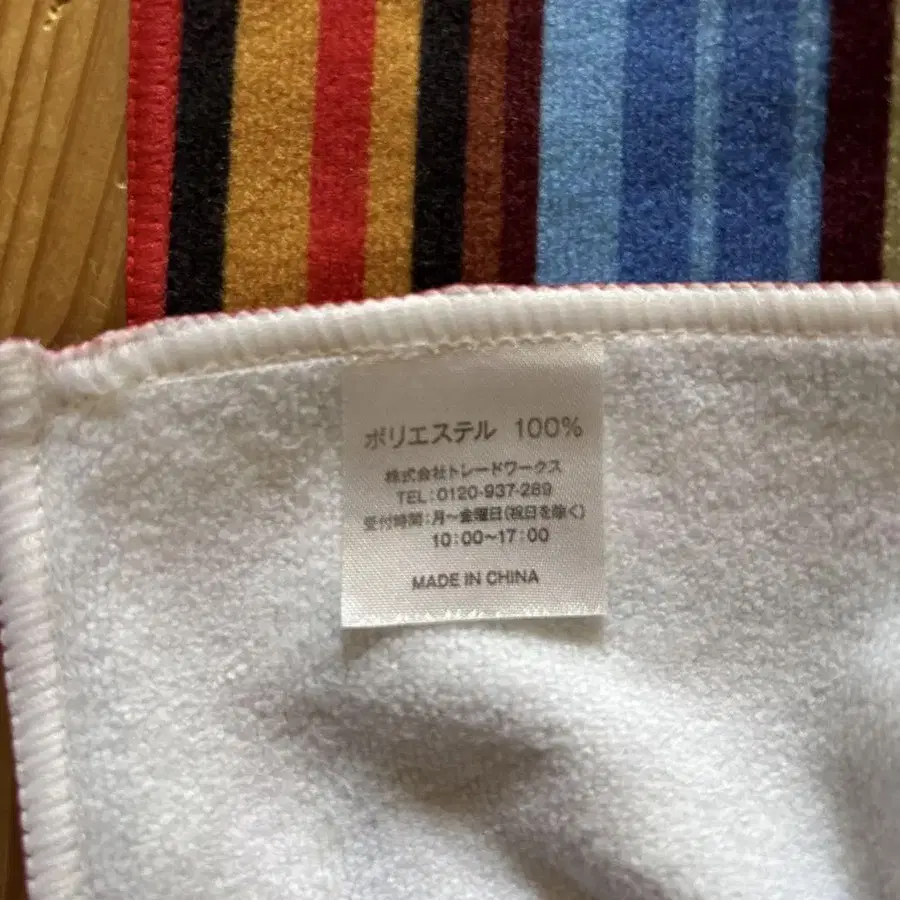 ポリエステル 100%
株式会社トレードワークス
TEL:0120-937-289
受付時間:月～金曜日(祝日を除く)
10:00～17:00
MADE IN CHINA